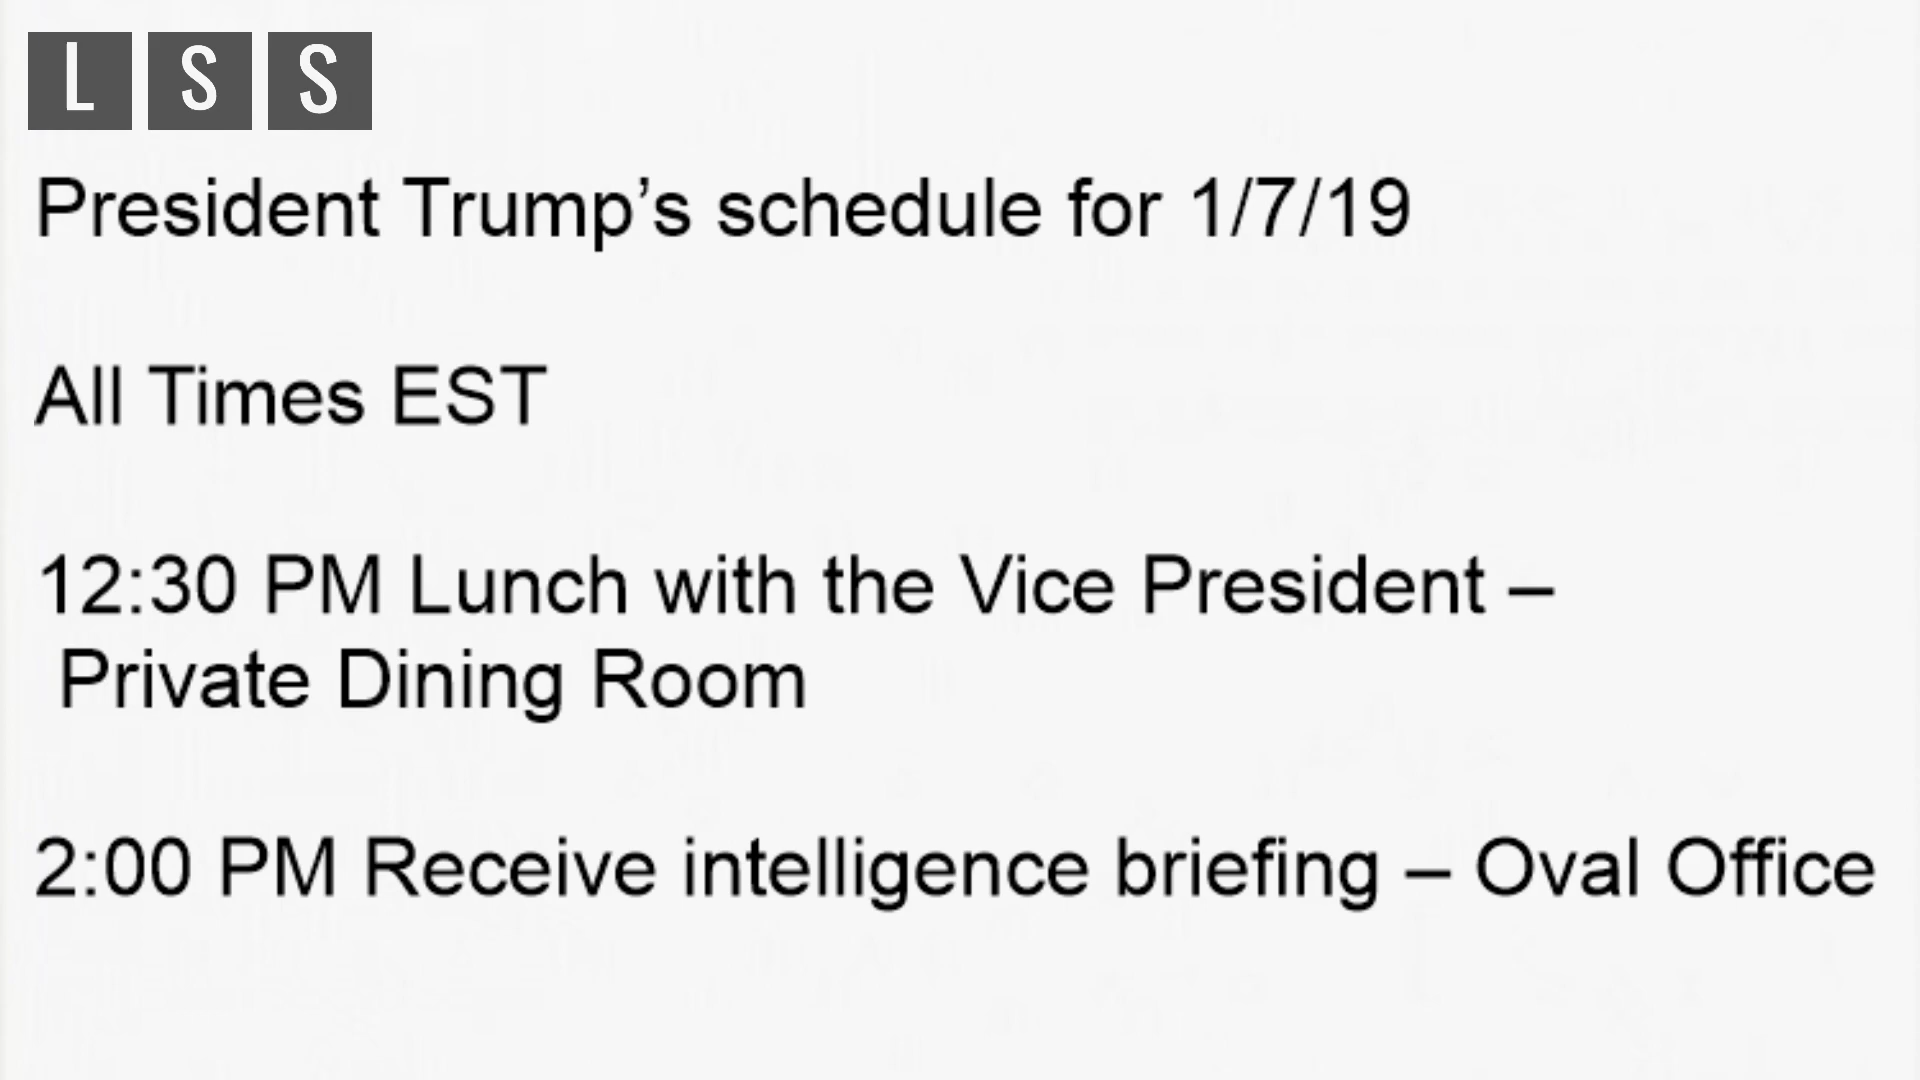 L S S
President Trump’s schedule for 1/7/19
All Times EST
12:30 PM Lunch with the Vice President –
Private Dining Room
2:00 PM Receive intelligence briefing – Oval Office